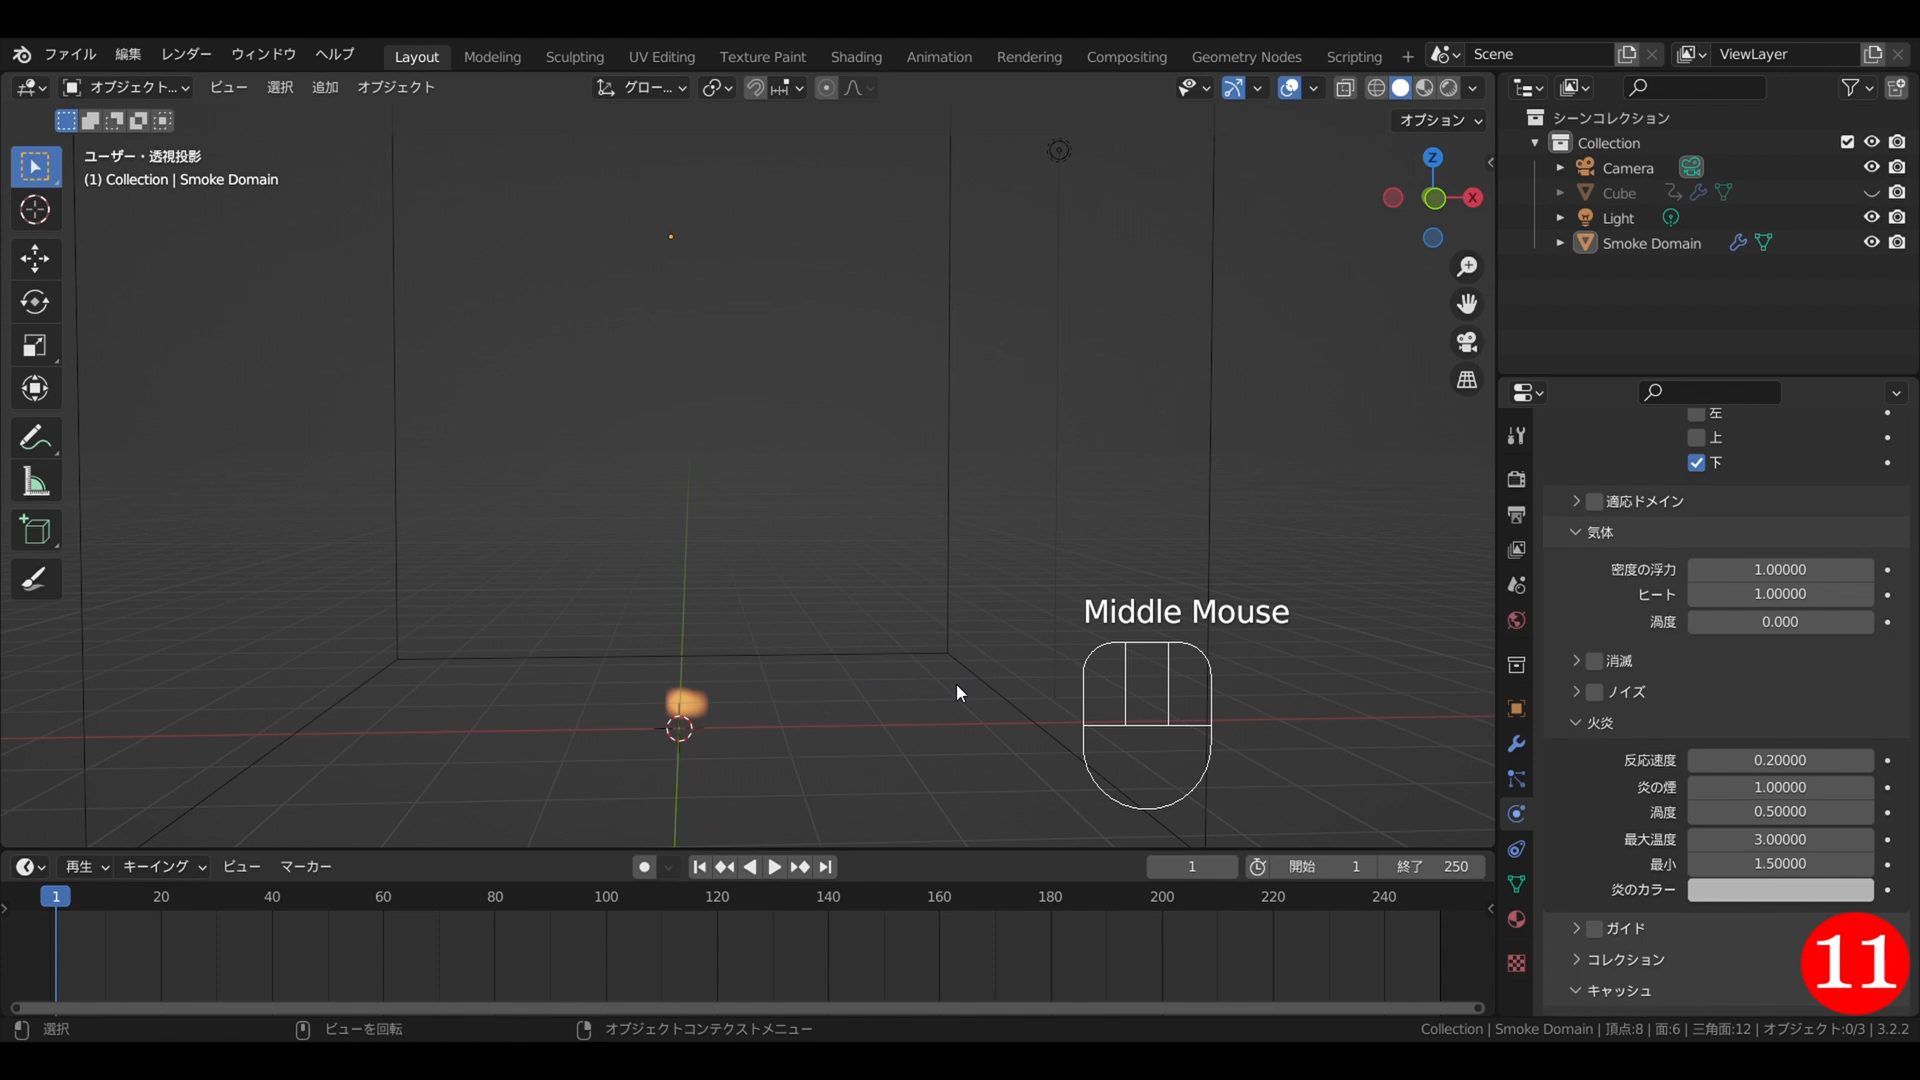 ファイル 編集 レンダー ウィンドウ ヘルプ Layout Modeling Sculpting UV Editing Texture Paint Shading Animation Rendering Compositing Geometry Nodes Scripting + Scene ViewLayer
オブジェクト... ビュー 選択 追加 オブジェクト グロー...
オプション
ユーザー・透視投影
(1) Collection | Smoke Domain
Z
X
シーンコレクション
Collection
Camera
Cube
Light
Smoke Domain
左
上
下
適応ドメイン
気体
密度の浮力 1.00000
ヒート 1.00000
渦度 0.000
消滅
ノイズ
火炎
反応速度 0.20000
炎の煙 1.00000
渦度 0.50000
最大温度 3.00000
最小 1.50000
炎のカラー
ガイド
コレクション
キャッシュ
11
Middle Mouse
再生 キーイング ビュー マーカー 1 開始 1 終了 250
1 20 40 60 80 100 120 140 160 180 200 220 240
選択 ビューを回転 オブジェクトコンテクストメニュー Collection | Smoke Domain | 頂点:8 | 面:6 | 三角面:12 | オブジェクト:0/3 | 3.2.2